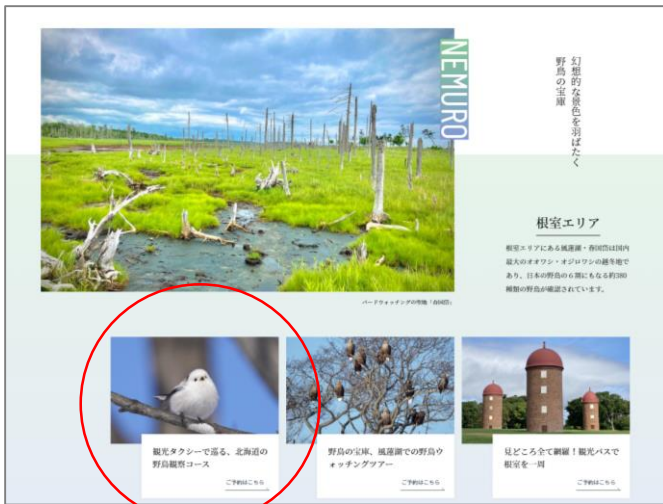 NEMURO
幻想的な景色を羽ばたく
野鳥の宝庫
根室エリア
根室エリアにある風蓮湖・春国岱は国内
最大のオオワシ・オジロワシの越冬地で
あり、日本の野鳥の6割にもなる約380
種類の野鳥が確認されています。
バードウォッチングの聖地「春国岱」
観光タクシーで巡る、北海道の
野鳥観察コース
ご予約はこちら
野鳥の宝庫、風蓮湖での野鳥ウ
ォッチングツアー
ご予約はこちら
見どころ全て網羅！観光バスで
根室を一周
ご予約はこちら